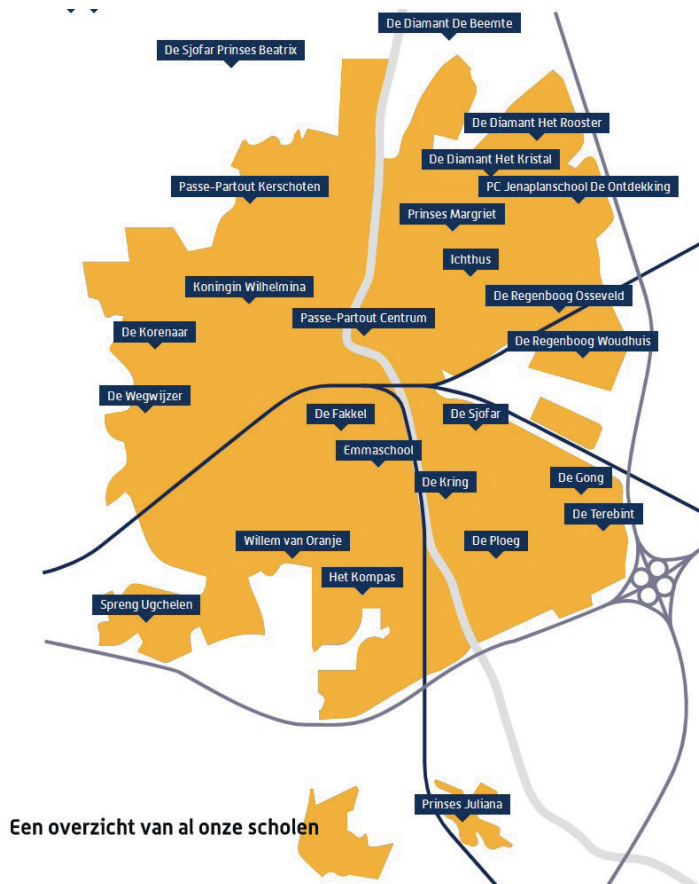 De Diamant De Beemte
De Sjofar Prinses Beatrix
De Diamant Het Rooster
De Diamant Het Kristal
Passe-Partout Kerschoten
PC Jenaplanschool De Ontdekking
Prinses Margriet
Ichthus
Koningin Wilhelmina
De Regenboog Osseveld
Passe-Partout Centrum
De Korenaar
De Regenboog Woudhuis
De Wegwijzer
De Fakkel
De Sjofar
Emmaschool
De Kring
De Gong
De Terebint
Willem van Oranje
De Ploeg
Het Kompas
Spreng Ugchelen
Prinses Juliana
Een overzicht van al onze scholen